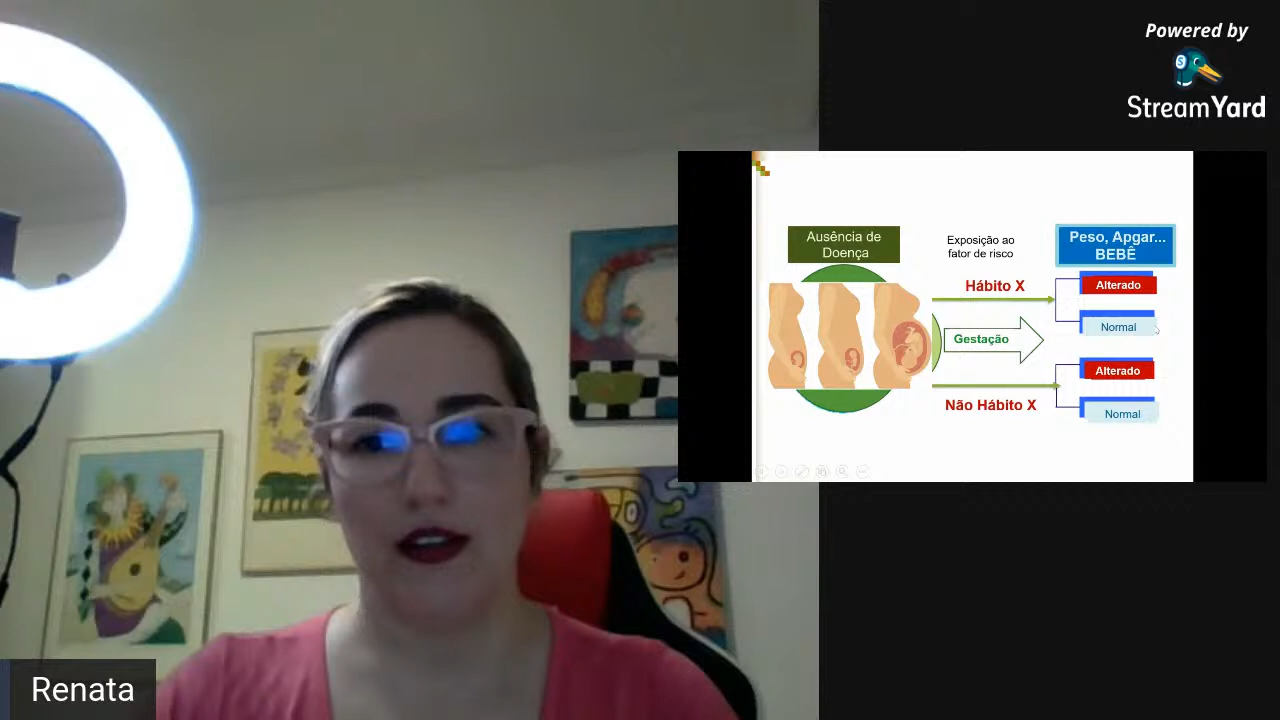 Powered by
StreamYard
Ausência de
Doença
Exposição ao
fator de risco
Peso, Apgar...
BEBÊ
Hábito X
Alterado
Normal
Gestação
Alterado
Não Hábito X
Normal
Renata